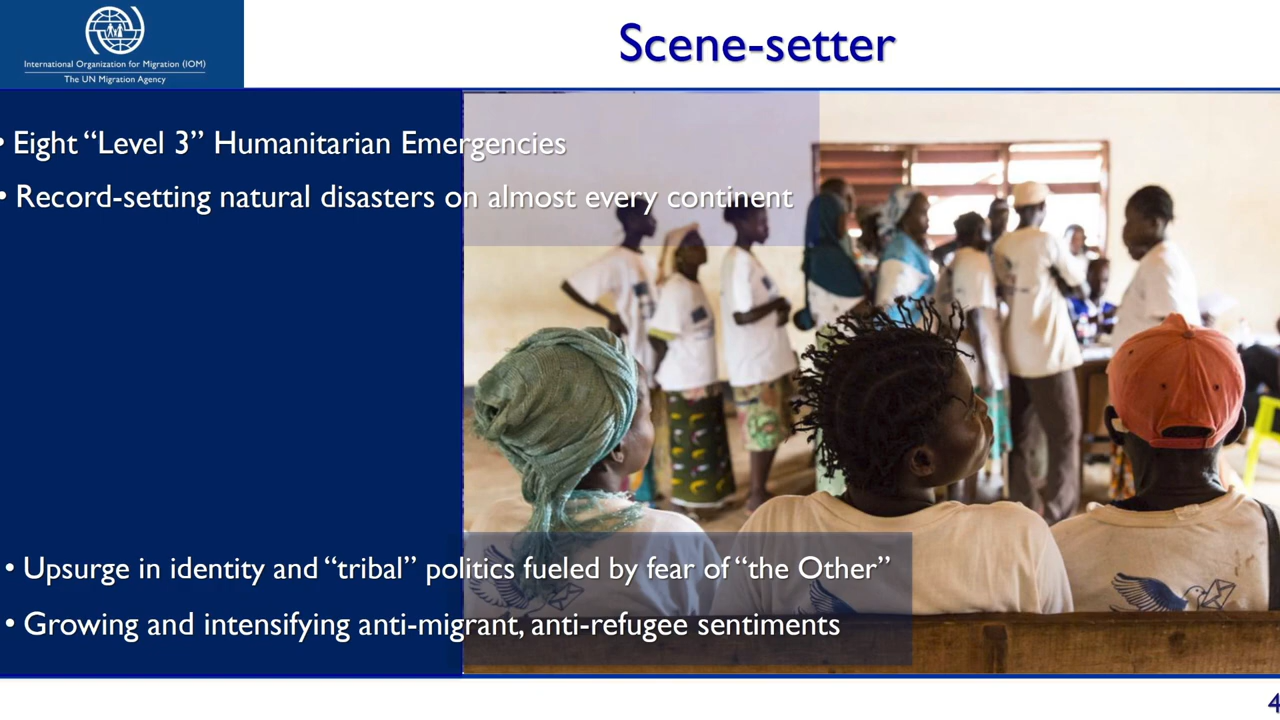 International Organization for Migration (IOM)
The UN Migration Agency
Scene-setter
• Eight “Level 3” Humanitarian Emergencies
• Record-setting natural disasters on almost every continent
• Upsurge in identity and “tribal” politics fueled by fear of “the Other”
• Growing and intensifying anti-migrant, anti-refugee sentiments
4